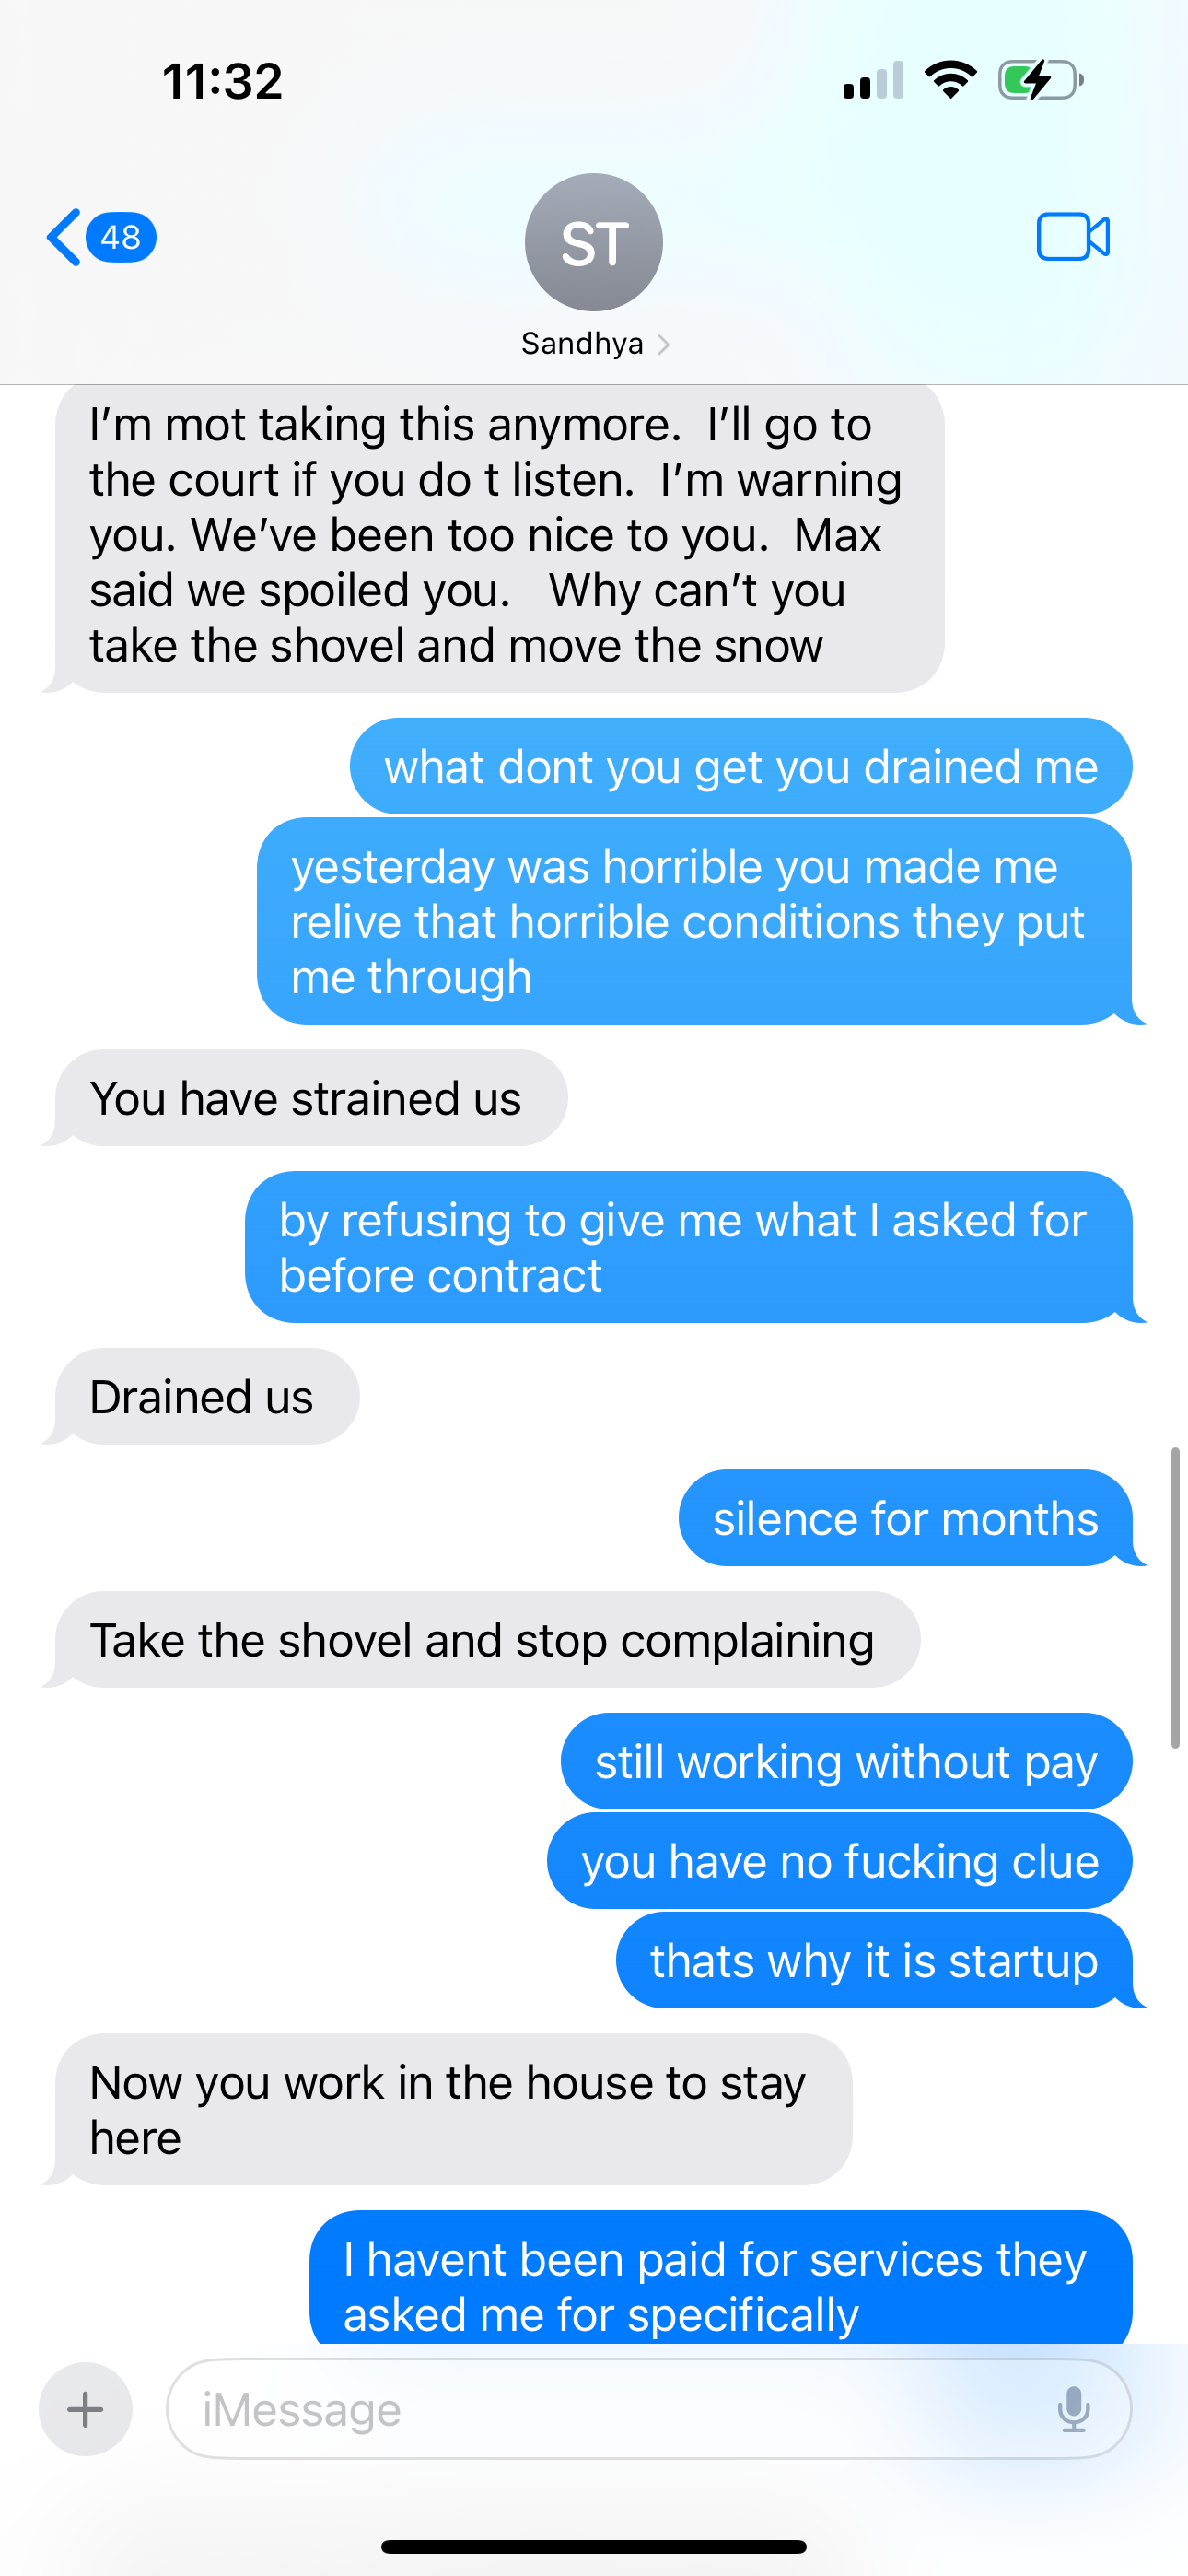 11:32
48
ST
Sandhya
I'm mot taking this anymore.  I'll go to
the court if you do t listen.  I'm warning
you. We've been too nice to you.  Max
said we spoiled you.   Why can't you
take the shovel and move the snow
what dont you get you drained me
yesterday was horrible you made me
relive that horrible conditions they put
me through
You have strained us
by refusing to give me what I asked for
before contract
Drained us
silence for months
Take the shovel and stop complaining
still working without pay
you have no fucking clue
thats why it is startup
Now you work in the house to stay
here
I havent been paid for services they
asked me for specifically
iMessage